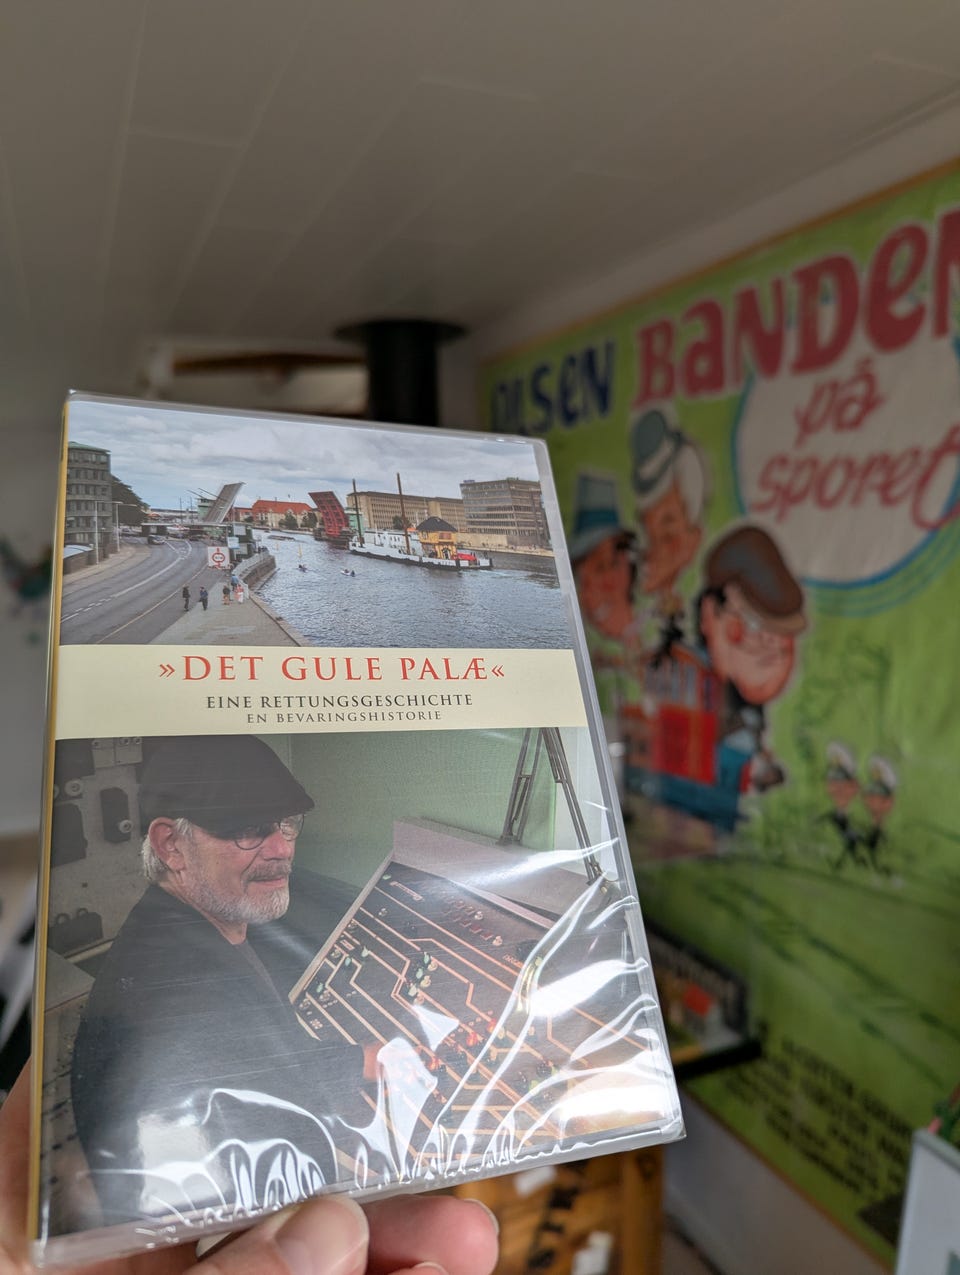 OLSEN BANDEN
på
sporet
»DET GULE PALÆ«
EINE RETTUNGSGESCHICHTE
EN BEVARINGSHISTORIE